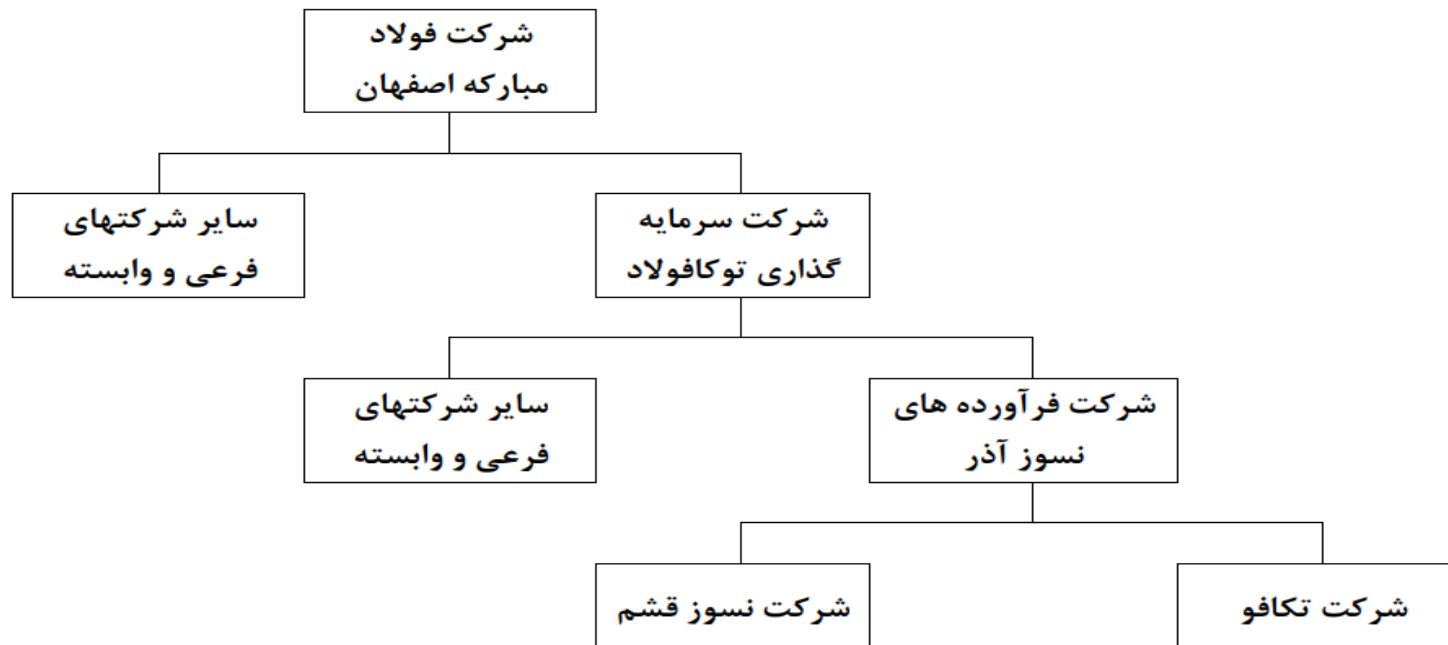 شرکت فولاد
مبارکه اصفهان
شرکت سرمایه
گذاری توکافولاد
سایر شرکتهای
فرعی و وابسته
شرکت فرآورده های
نسوز آذر
سایر شرکتهای
فرعی و وابسته
شرکت تکافو
شرکت نسوز قشم